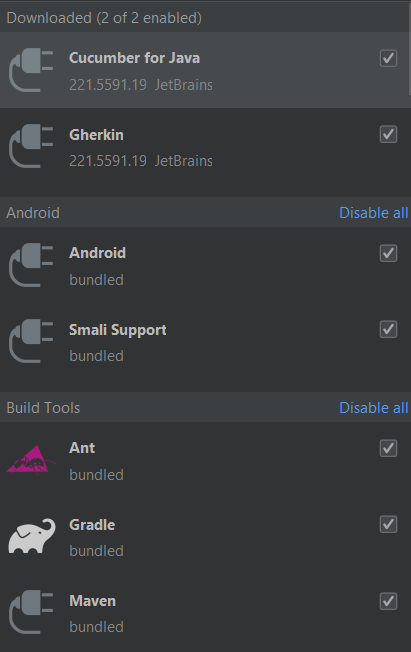 Downloaded (2 of 2 enabled)
Cucumber for Java
221.5591.19 JetBrains
Gherkin
221.5591.19 JetBrains
Android Disable all
Android
bundled
Smali Support
bundled
Build Tools Disable all
Ant
bundled
Gradle
bundled
Maven
bundled